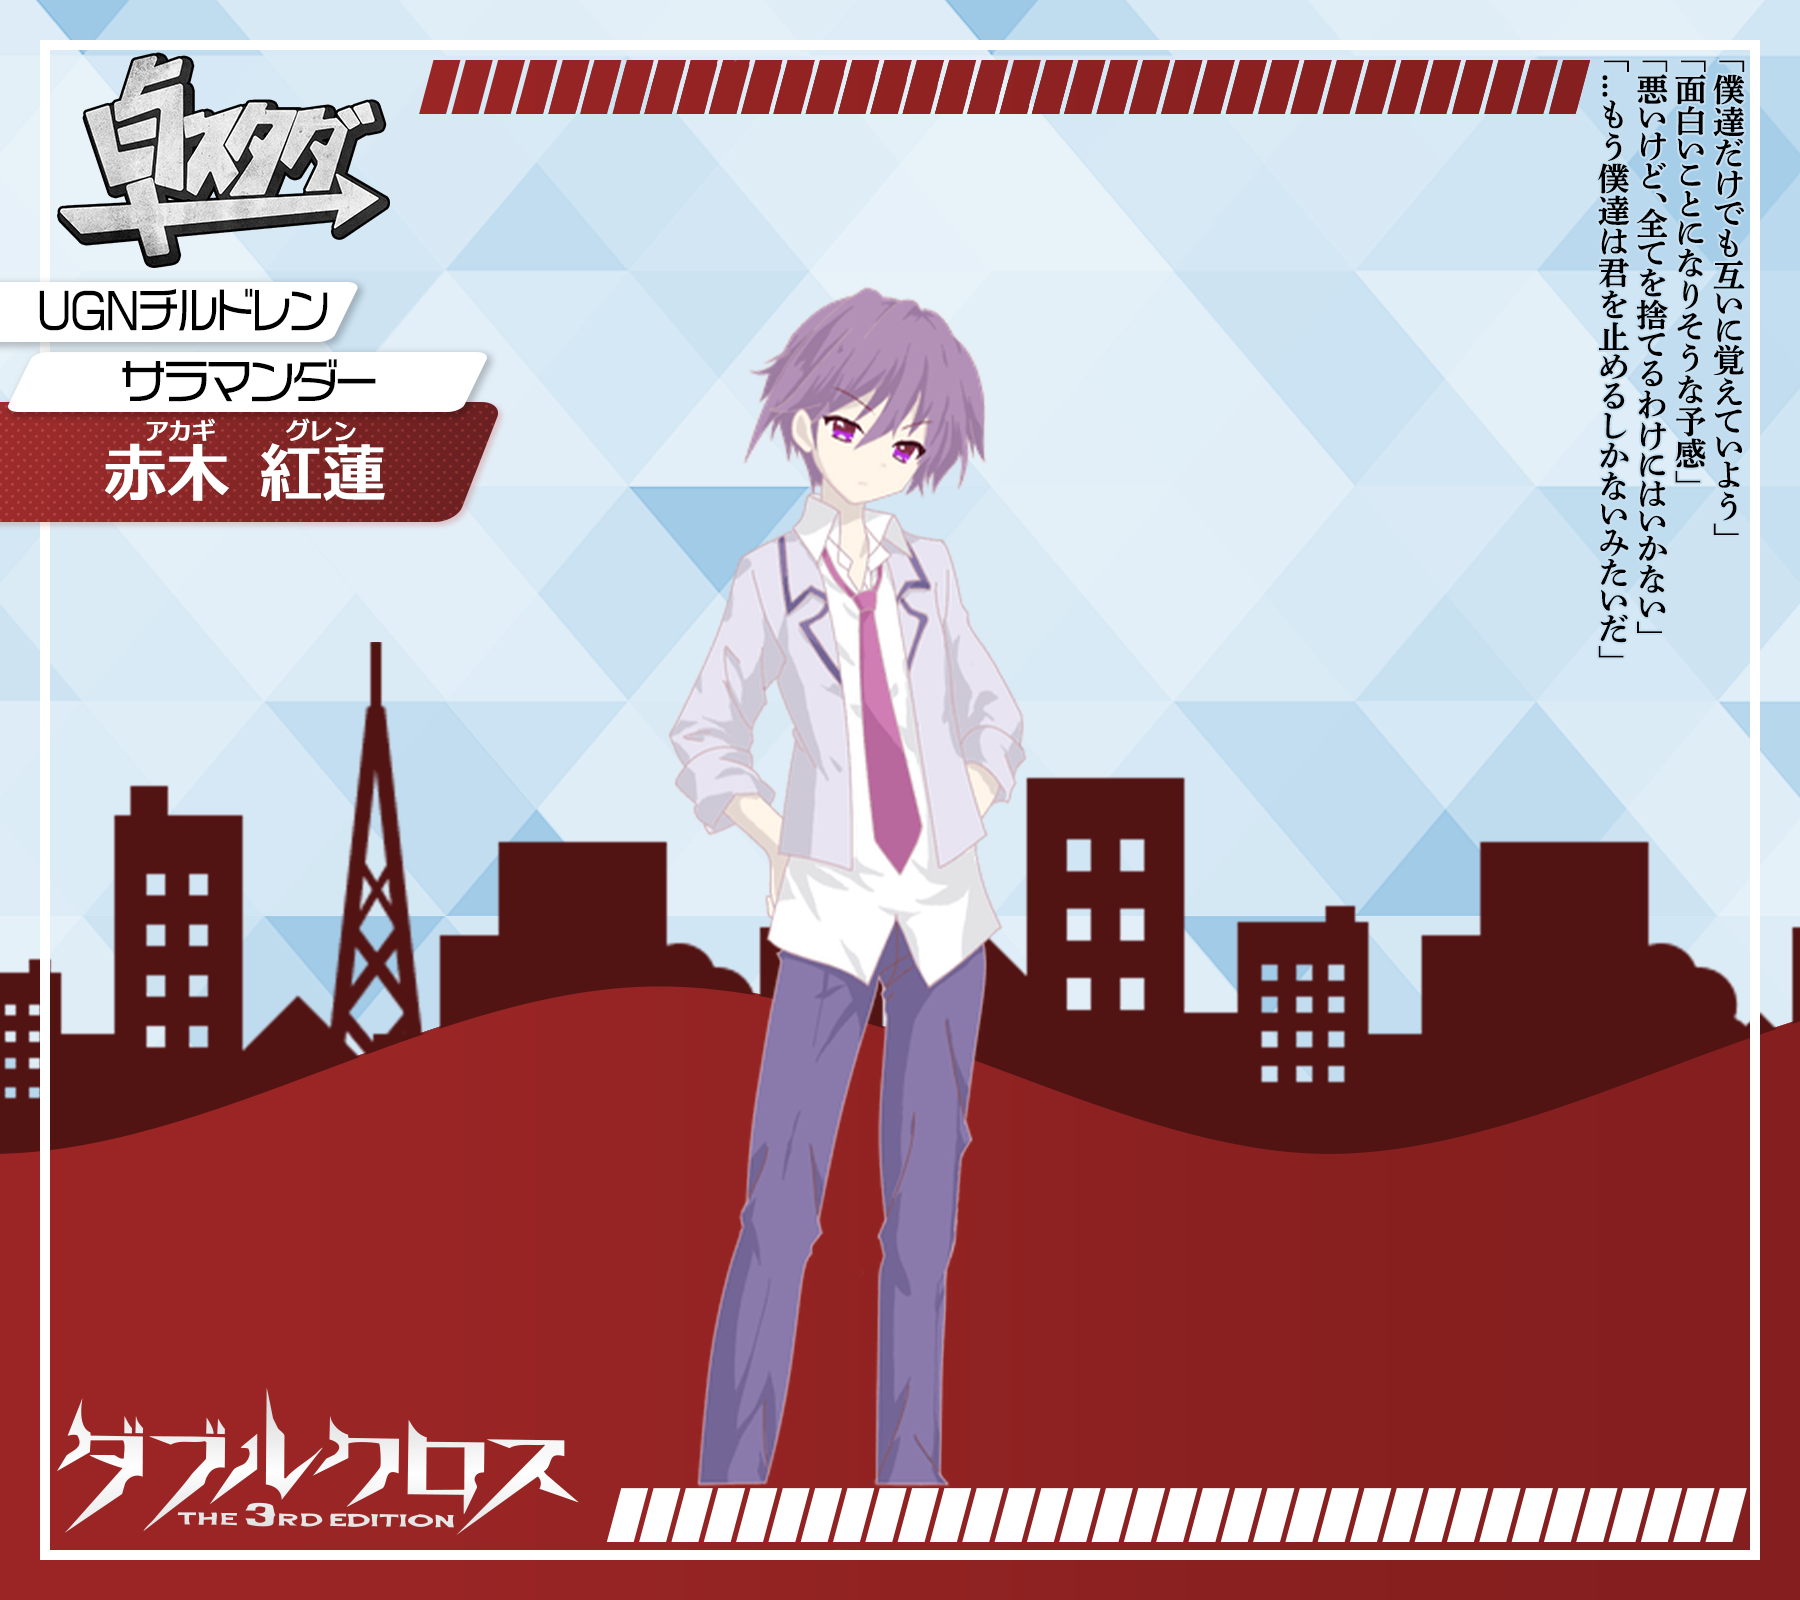 卓スタダ
UGNチルドレン
サラマンダー
アカギ グレン
赤木 紅蓮
「僕達だけでも互いに覚えていよう」
「面白いことになりそうな予感」
「悪いけど、全てを捨てるわけにはいかない」
「…もう僕達は君を止めるしかないみたいだ」
ダブルクロス
THE 3RD EDITION